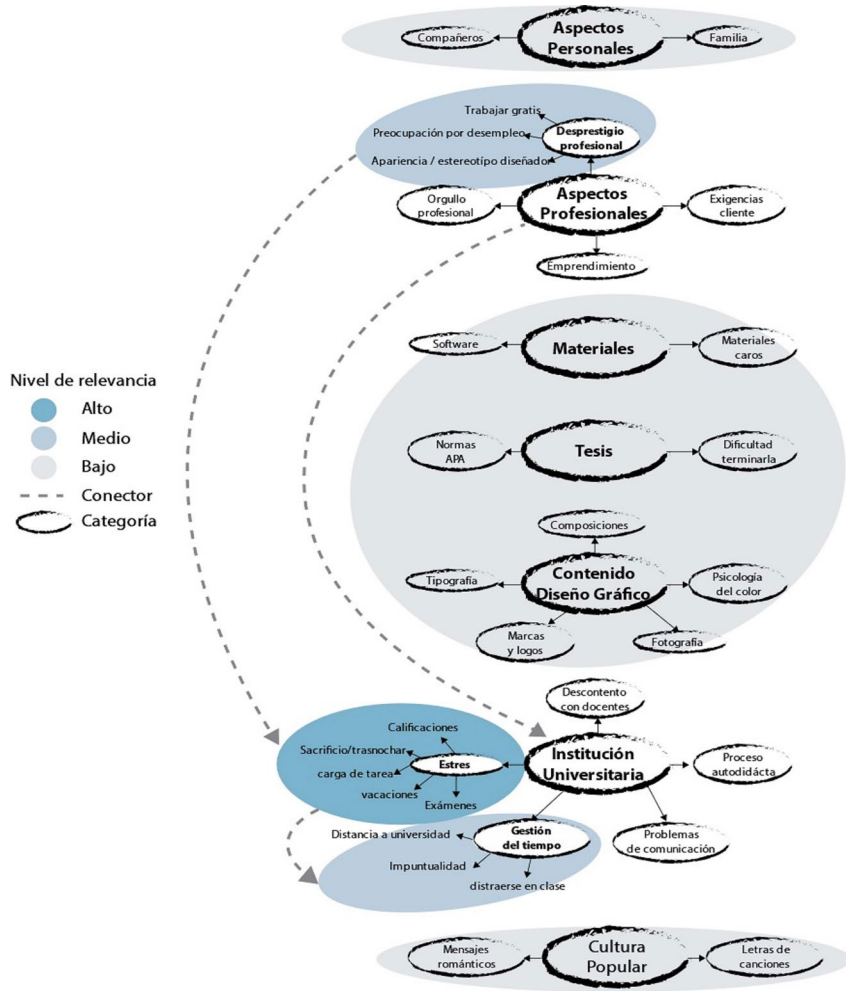 Compañeros
Aspectos
Personales
Familia
Trabajar gratis
Preocupación por desempleo
Apariencia / estereotípo diseñador
Desprestigio
profesional
Orgullo
profesional
Aspectos
Profesionales
Exigencias
cliente
Emprendimiento
Software
Materiales
Materiales
caros
Nivel de relevancia
Alto
Medio
Bajo
Conector
Categoría
Normas
APA
Tesis
Dificultad
terminarla
Composiciones
Tipografía
Contenido
Diseño Gráfico
Psicología
del color
Marcas
y logos
Fotografía
Descontento
con docentes
Calificaciones
Sacrificio/trasnochar
carga de tarea
vacaciones
Exámenes
Estres
Institución
Universitaria
Proceso
autodidácta
Distancia a universidad
Impuntualidad
distraerse en clase
Gestión
del tiempo
Problemas
de comunicación
Mensajes
románticos
Cultura
Popular
Letras de
canciones